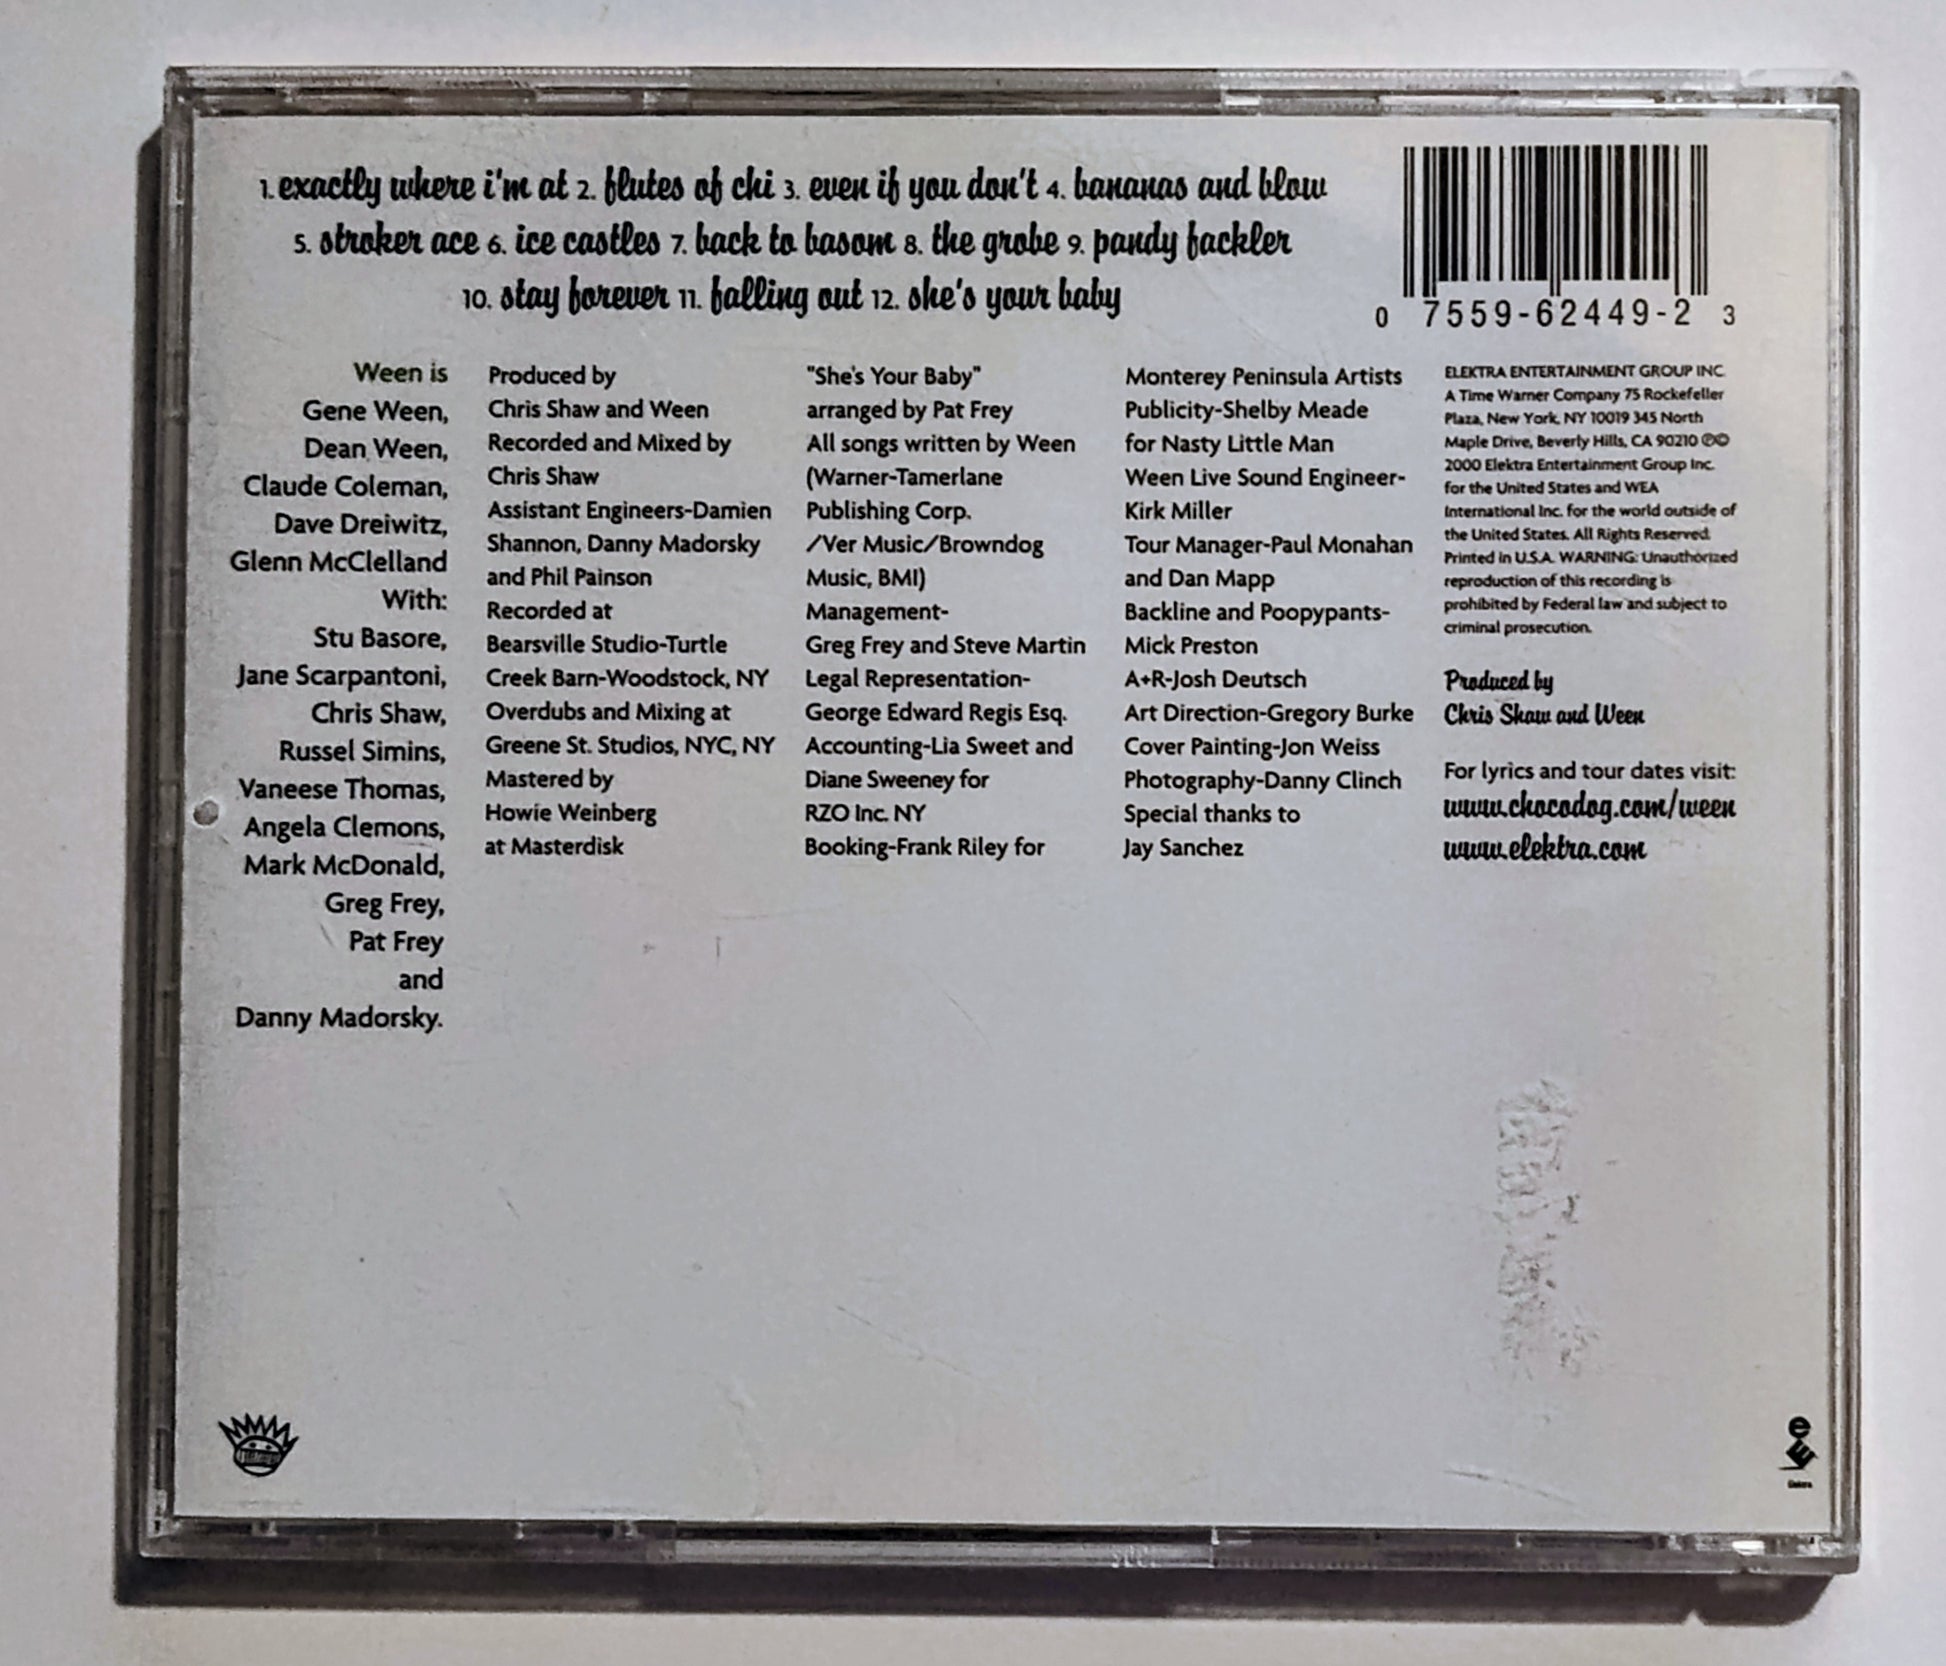 1. exactly where i'm at 2. flutes of chi 3. even if you don't 4. bananas and blow
5. stroker ace 6. ice castles 7. back to basom 8. the grobe 9. pandy fackler
10. stay forever 11. falling out 12. she's your baby
0 7559-62449-2 3
Ween is
Gene Ween,
Dean Ween,
Claude Coleman,
Dave Dreiwitz,
Glenn McClelland
With:
Stu Basore,
Jane Scarpantoni,
Chris Shaw,
Russel Simins,
Vaneese Thomas,
Angela Clemons,
Mark McDonald,
Greg Frey,
Pat Frey
and
Danny Madorsky.
Produced by
Chris Shaw and Ween
Recorded and Mixed by
Chris Shaw
Assistant Engineers-Damien
Shannon, Danny Madorsky
and Phil Painson
Recorded at
Bearsville Studio-Turtle
Creek Barn-Woodstock, NY
Overdubs and Mixing at
Greene St. Studios, NYC, NY
Mastered by
Howie Weinberg
at Masterdisk
"She's Your Baby"
arranged by Pat Frey
All songs written by Ween
(Warner-Tamerlane
Publishing Corp.
/Ver Music/Browndog
Music, BMI)
Management-
Greg Frey and Steve Martin
Legal Representation-
George Edward Regis Esq.
Accounting-Lia Sweet and
Diane Sweeney for
RZO Inc. NY
Booking-Frank Riley for
Monterey Peninsula Artists
Publicity-Shelby Meade
for Nasty Little Man
Ween Live Sound Engineer-
Kirk Miller
Tour Manager-Paul Monahan
and Dan Mapp
Backline and Poopypants-
Mick Preston
A+R-Josh Deutsch
Art Direction-Gregory Burke
Cover Painting-Jon Weiss
Photography-Danny Clinch
Special thanks to
Jay Sanchez
ELEKTRA ENTERTAINMENT GROUP INC.
A Time Warner Company 75 Rockefeller
Plaza, New York, NY 10019 345 North
Maple Drive, Beverly Hills, CA 90210 ℗©
2000 Elektra Entertainment Group Inc.
for the United States and WEA
International Inc. for the world outside of
the United States. All Rights Reserved.
Printed in U.S.A. WARNING: Unauthorized
reproduction of this recording is
prohibited by Federal law and subject to
criminal prosecution.
Produced by
Chris Shaw and Ween
For lyrics and tour dates visit:
www.chocodog.com/ween
www.elektra.com
Elektra